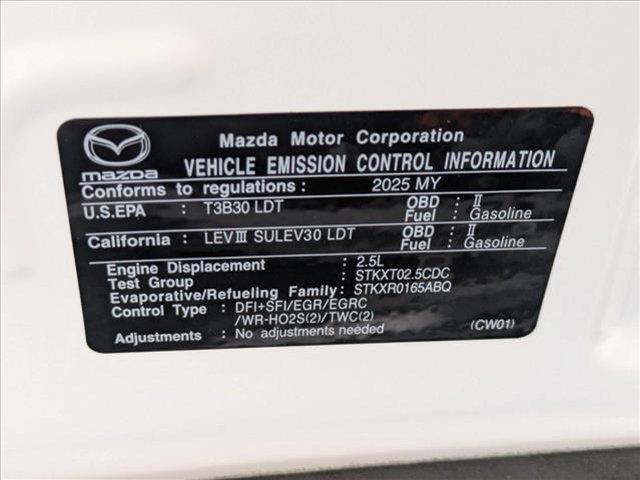 Mazda Motor Corporation
mazda VEHICLE EMISSION CONTROL INFORMATION
Conforms to regulations : 2025 MY
U.S.EPA : T3B30 LDT OBD : II
Fuel : Gasoline
California : LEVⅢ SULEV30 LDT OBD : II
Fuel : Gasoline
Engine Displacement : 2.5L
Test Group : STKXT02.5CDC
Evaporative/Refueling Family: STKXR0165ABQ
Control Type : DFI+SFI/EGR/EGRC
/WR-HO2S(2)/TWC(2)
Adjustments : No adjustments needed (CW01)